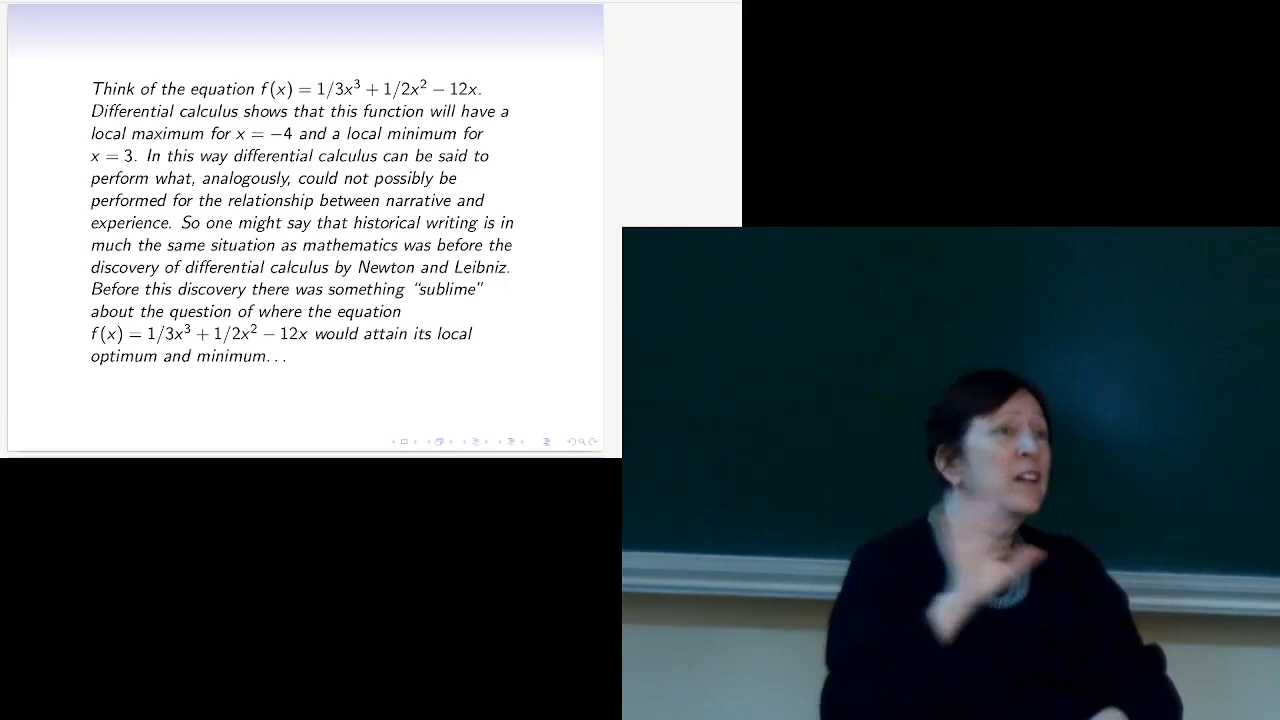 Think of the equation f(x) = 1/3x³ + 1/2x² − 12x.
Differential calculus shows that this function will have a
local maximum for x = −4 and a local minimum for
x = 3. In this way differential calculus can be said to
perform what, analogously, could not possibly be
performed for the relationship between narrative and
experience. So one might say that historical writing is in
much the same situation as mathematics was before the
discovery of differential calculus by Newton and Leibniz.
Before this discovery there was something “sublime”
about the question of where the equation
f(x) = 1/3x³ + 1/2x² − 12x would attain its local
optimum and minimum...